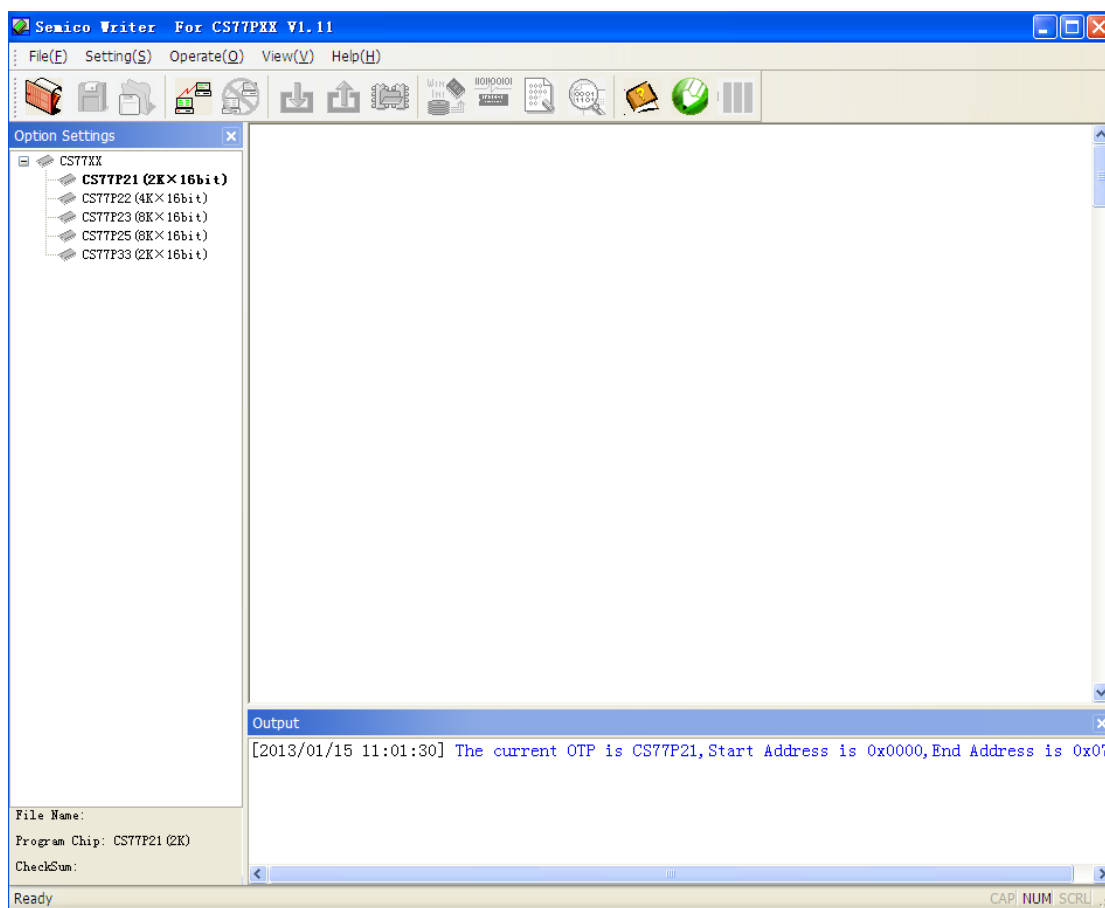 Semico Writer For CS77PXX V1.11
File(F) Setting(S) Operate(O) View(V) Help(H)
Option Settings
CS77XX
CS77P21(2K×16bit)
CS77P22(4K×16bit)
CS77P23(8K×16bit)
CS77P25(8K×16bit)
CS77P33(2K×16bit)
Output
[2013/01/15 11:01:30] The current OTP is CS77P21,Start Address is 0x0000,End Address is 0x07
File Name:
Program Chip: CS77P21(2K)
CheckSum:
Ready
CAP NUM SCRL